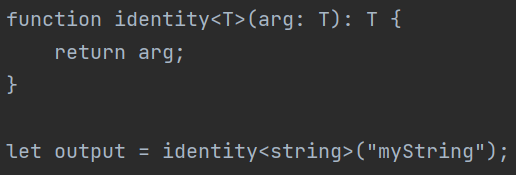 function identity<T>(arg: T): T {
    return arg;
}

let output = identity<string>("myString");